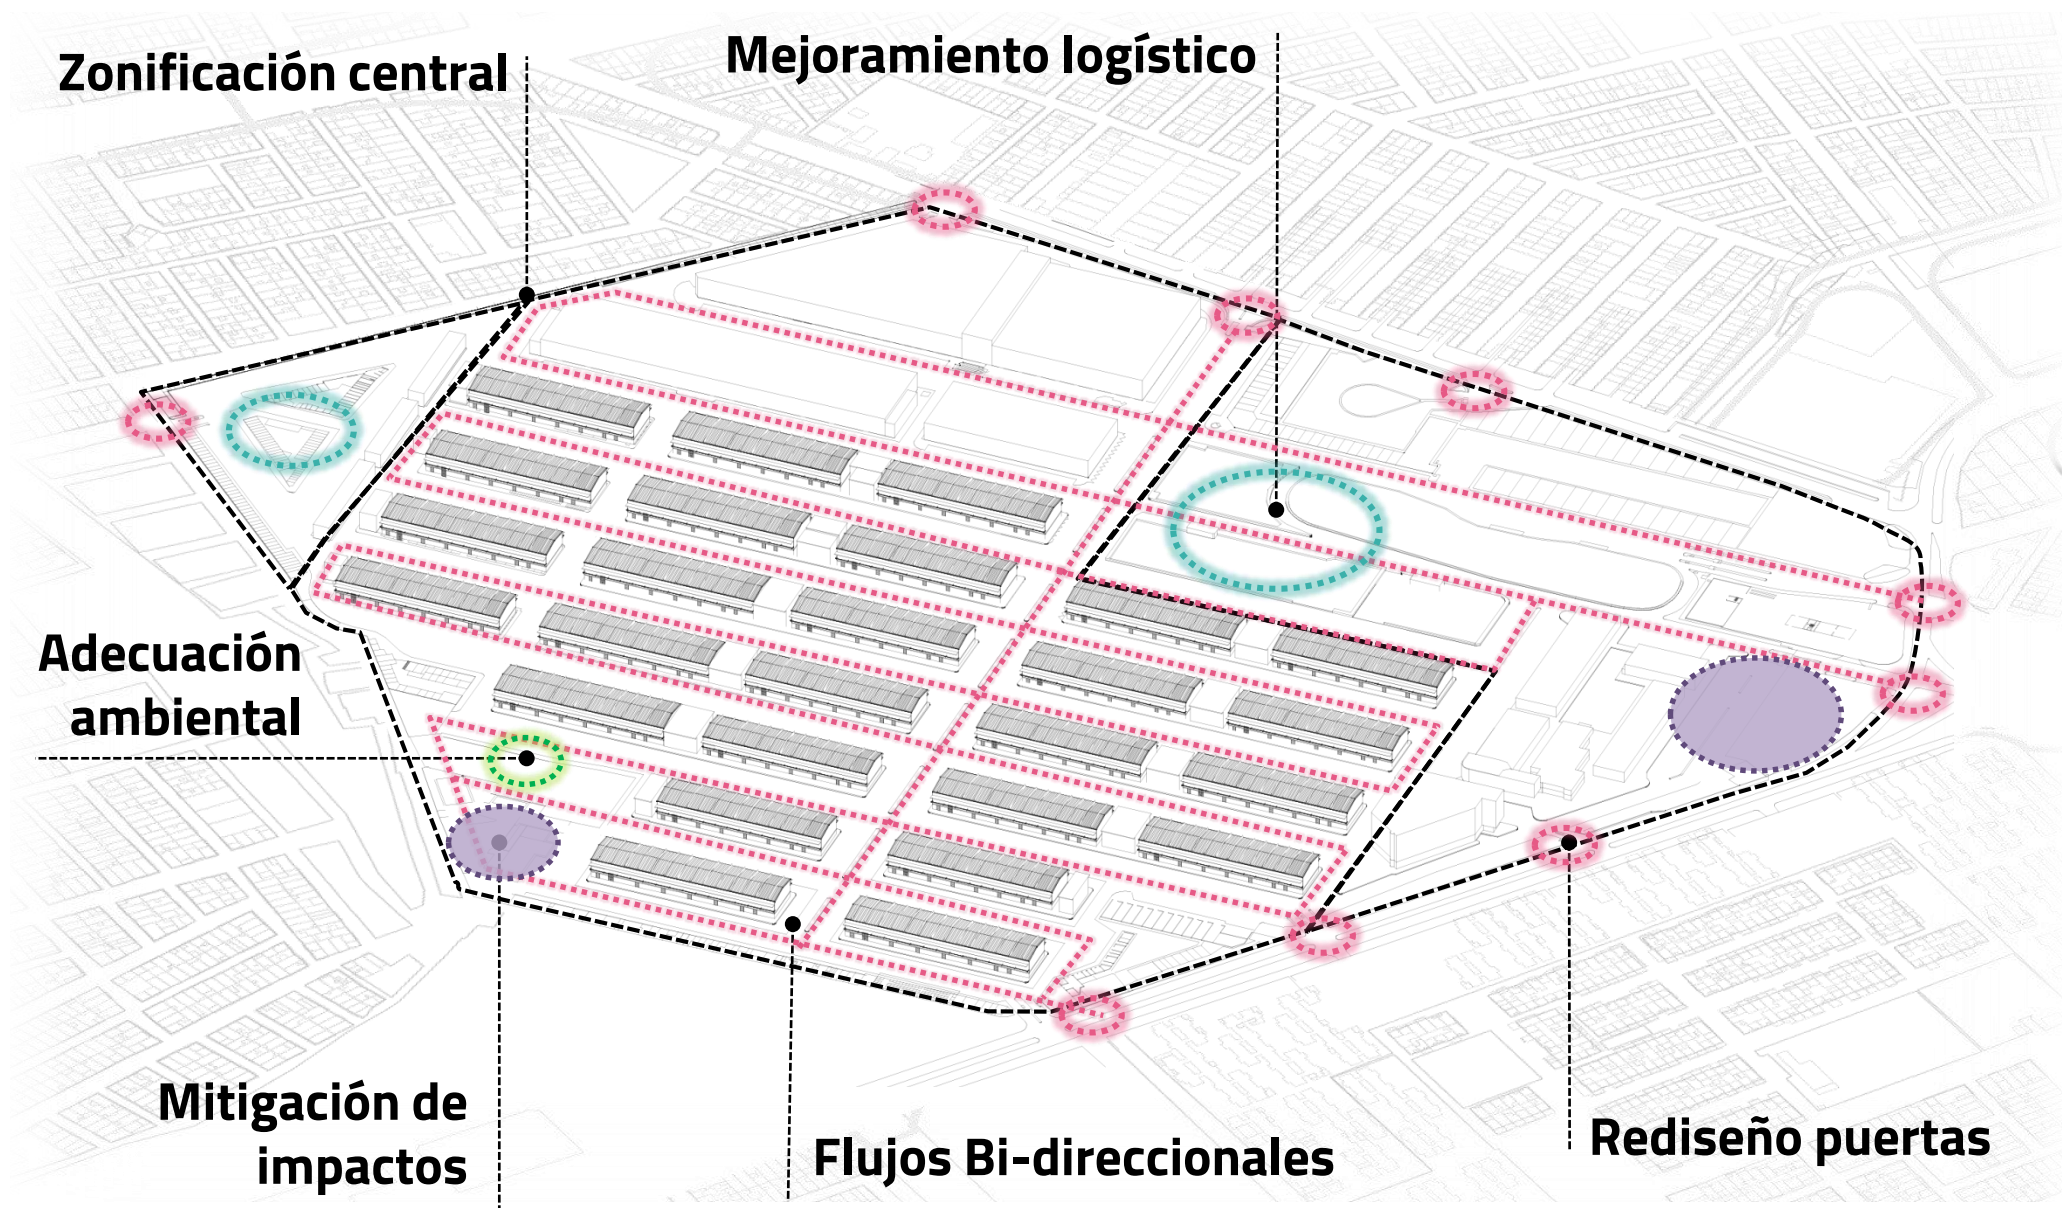 Zonificación central
Mejoramiento logístico
Adecuación
ambiental
Mitigación de
impactos
Flujos Bi-direccionales
Rediseño puertas